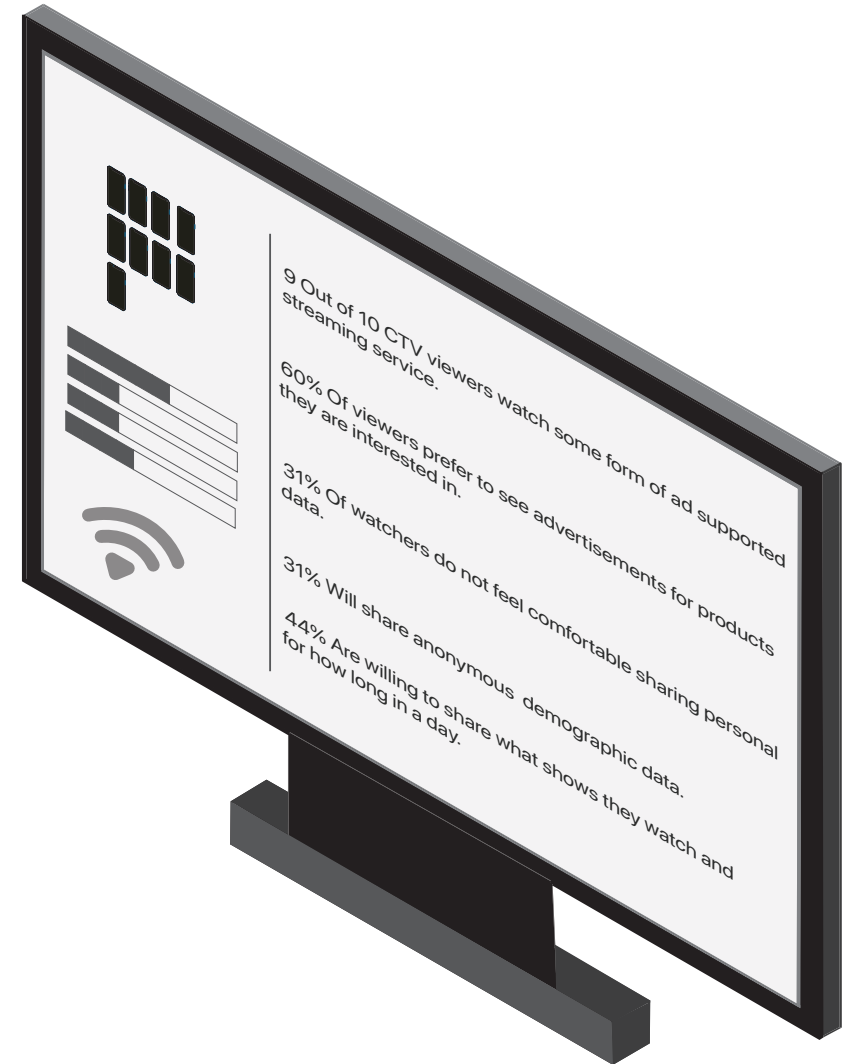 9 Out of 10 CTV viewers watch some form of ad supported
streaming service.
60% Of viewers prefer to see advertisements for products
they are interested in.
31% Of watchers do not feel comfortable sharing personal
data.
31% Will share anonymous demographic data.
44% Are willing to share what shows they watch and
for how long in a day.